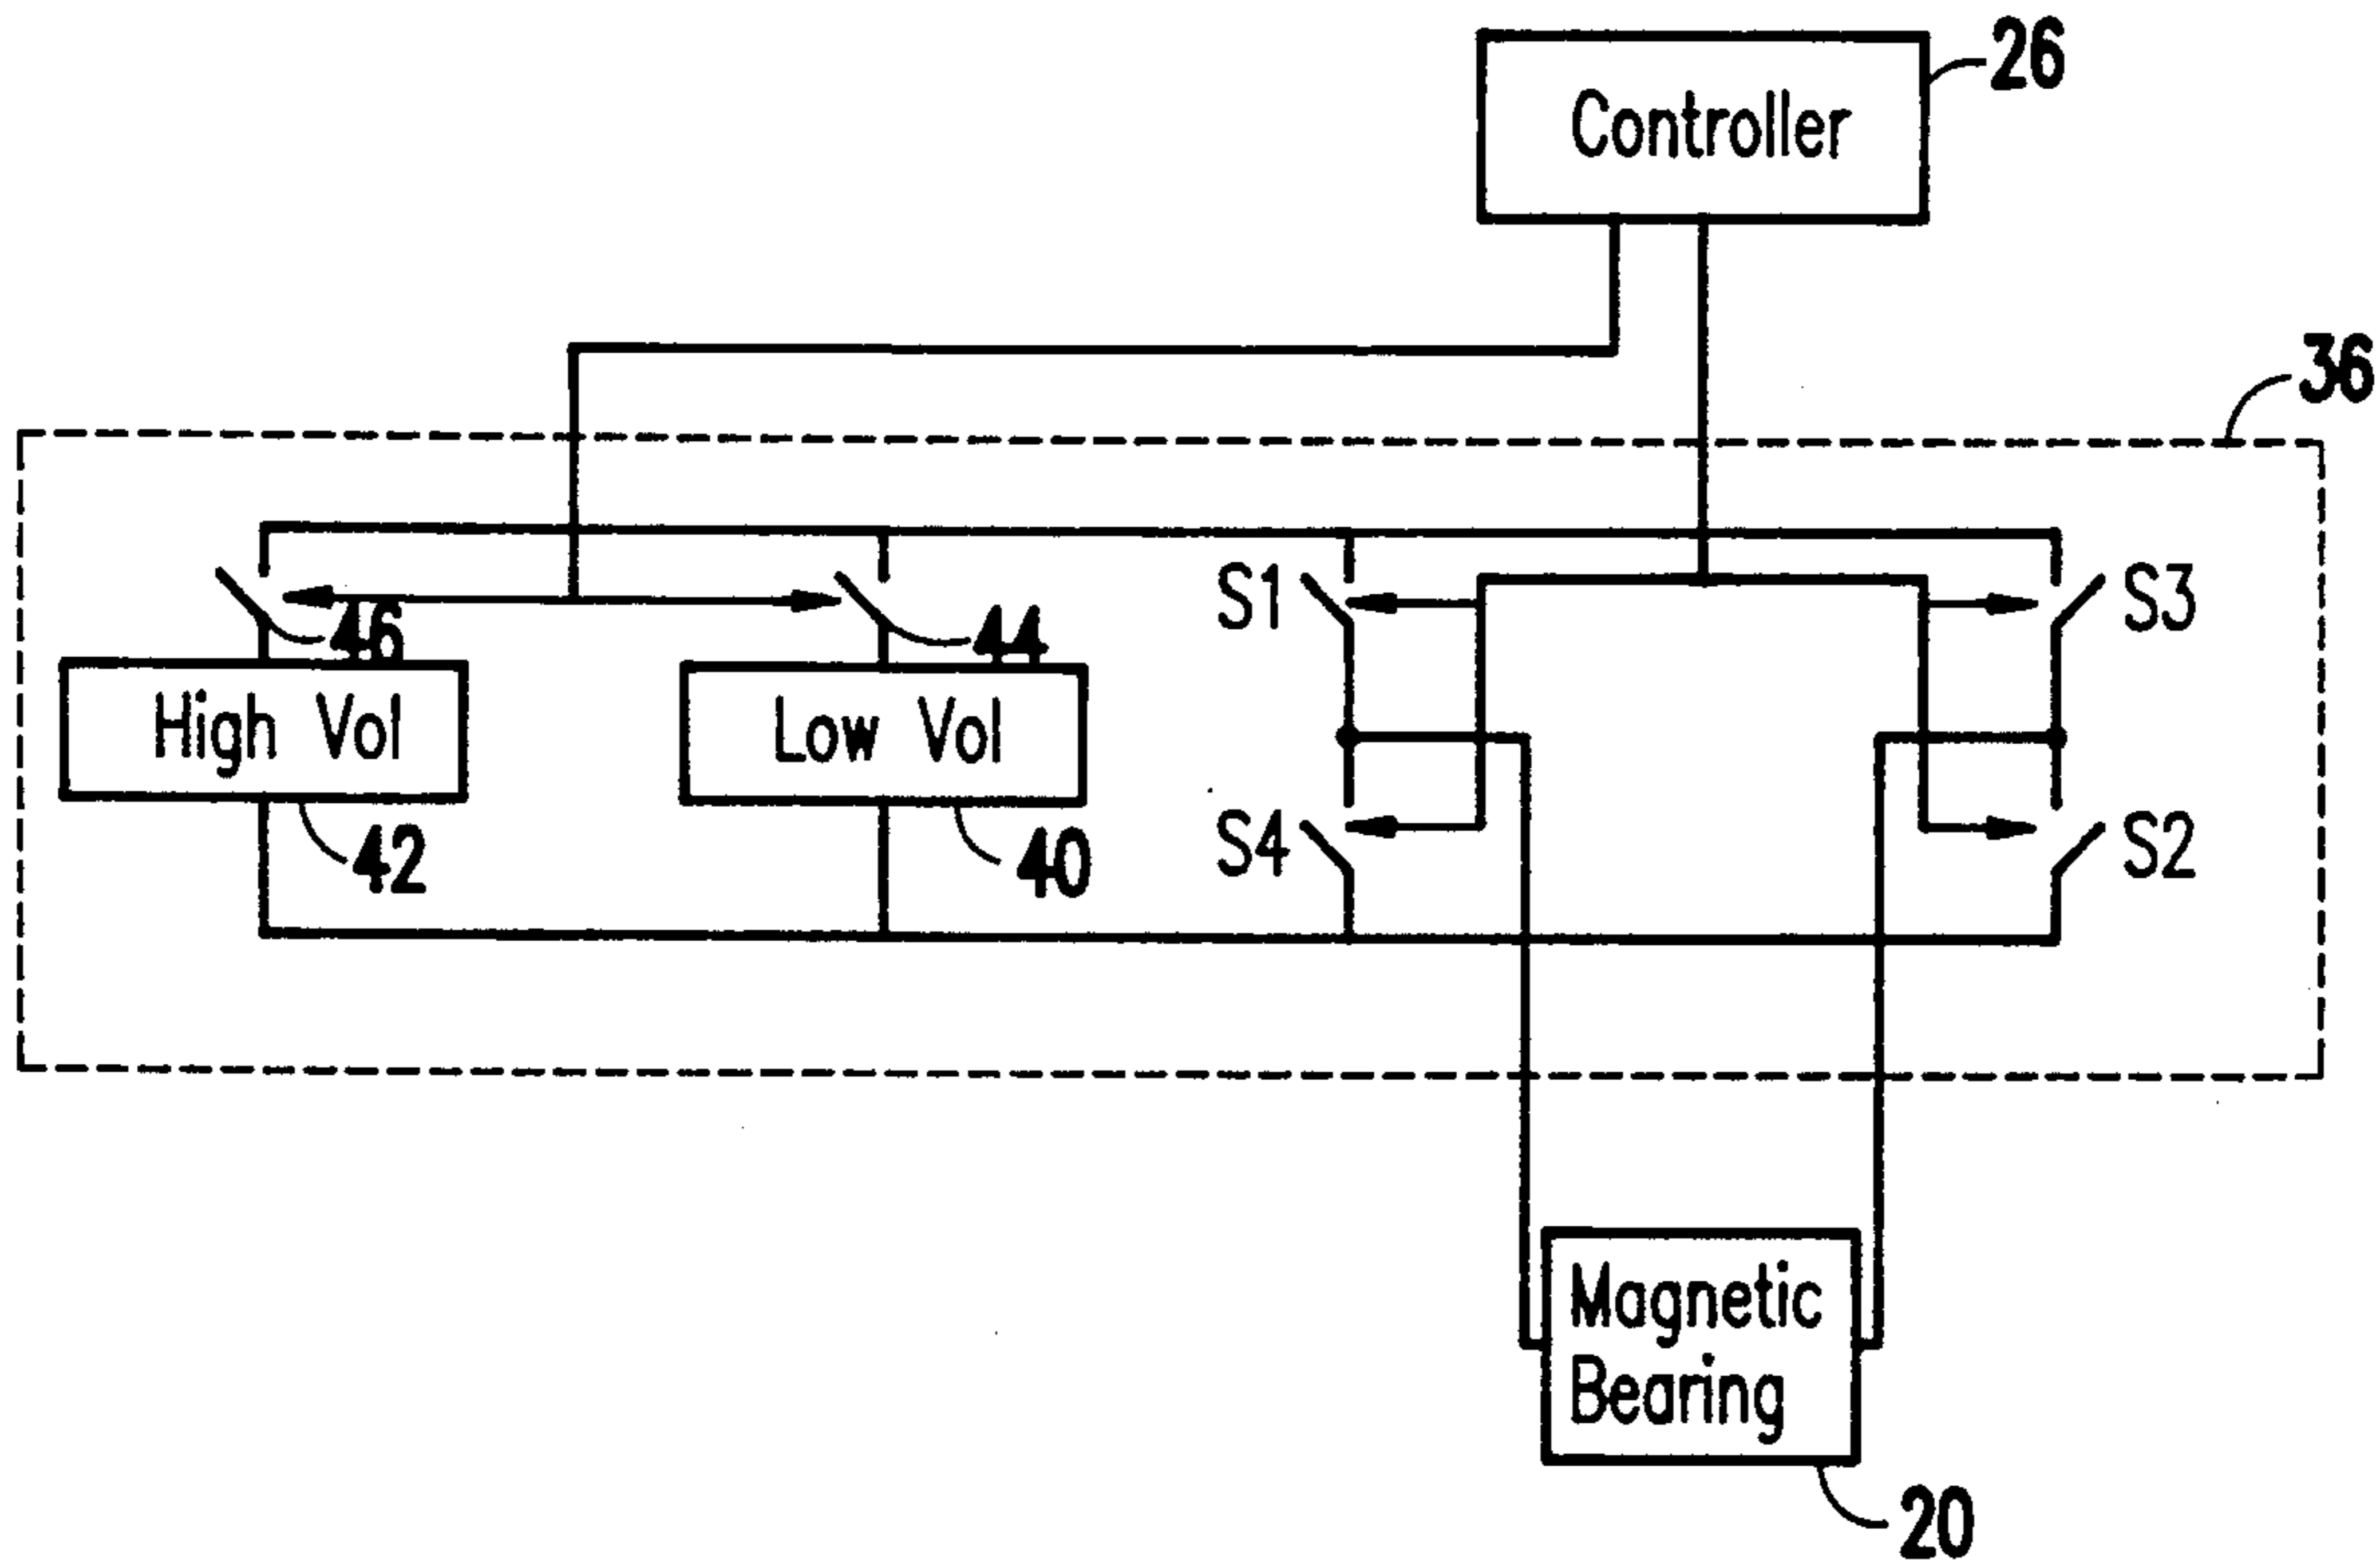 26
Controller
36
S1
S3
46
44
High Vol
Low Vol
S4
S2
42
40
Magnetic
Bearing
20